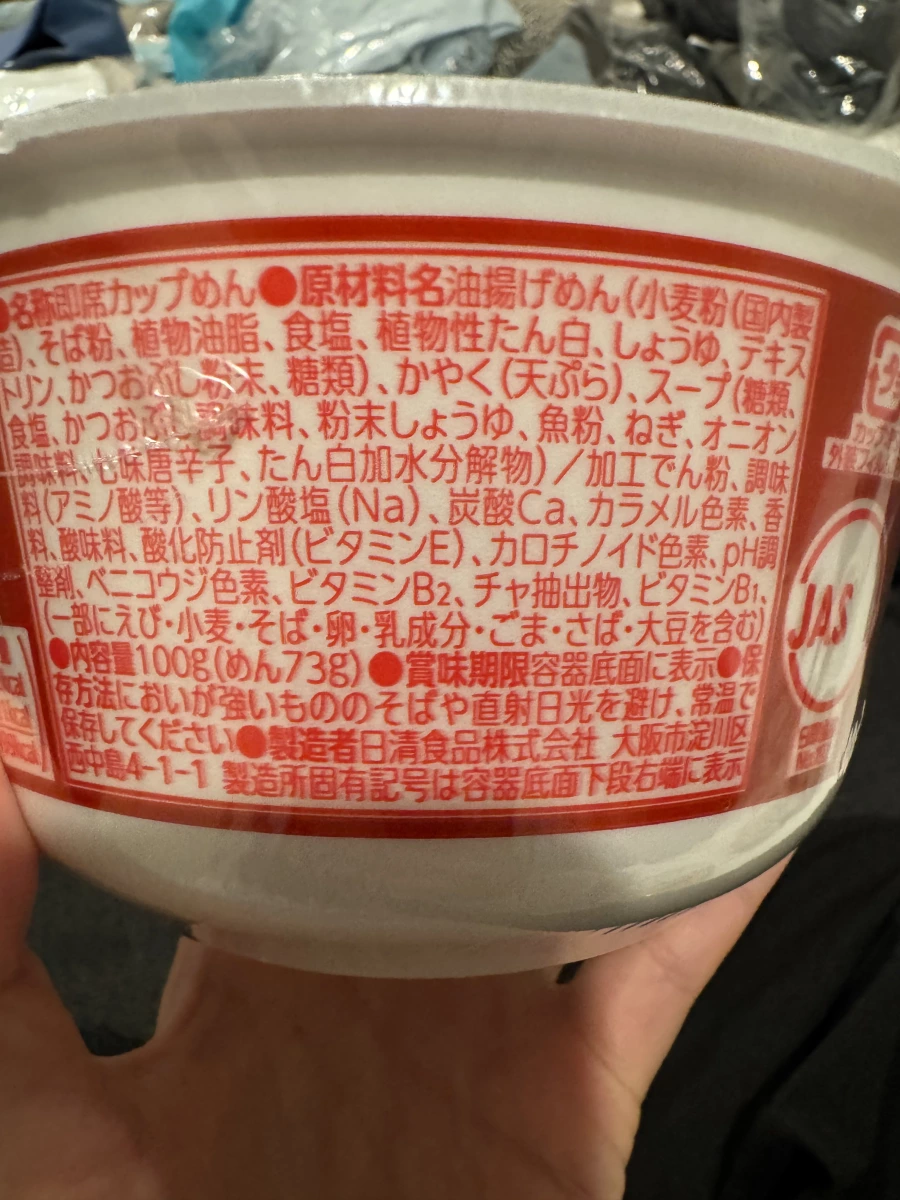 ●名称即席カップめん●原材料名油揚げめん(小麦粉(国内製
造)、そば粉、植物油脂、食塩、植物性たん白、しょうゆ、デキス
トリン、かつおぶし粉末、糖類)、かやく(天ぷら)、スープ(糖類、
食塩、かつおぶし調味料、粉末しょうゆ、魚粉、ねぎ、オニオン
調味料、七味唐辛子、たん白加水分解物)/加工でん粉、調味
料(アミノ酸等)、リン酸塩(Na)、炭酸Ca、カラメル色素、香
料、酸味料、酸化防止剤(ビタミンE)、カロチノイド色素、pH調
整剤、ベニコウジ色素、ビタミンB₂、チャ抽出物、ビタミンB₁、
(一部にえび・小麦・そば・卵・乳成分・ごま・さば・大豆を含む)
●内容量100g(めん73g)●賞味期限容器底面に表示●保
存方法においが強いもののそばや直射日光を避け、常温で
保存してください●製造者日清食品株式会社 大阪市淀川区
西中島4-1-1 製造所固有記号は容器底面下段右端に表示
JAS